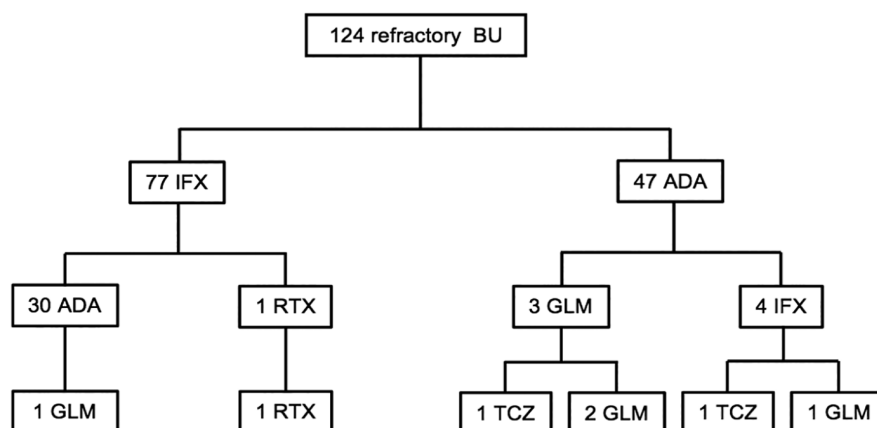 124 refractory BU
77 IFX
47 ADA
30 ADA
1 RTX
3 GLM
4 IFX
1 GLM
1 RTX
1 TCZ
2 GLM
1 TCZ
1 GLM